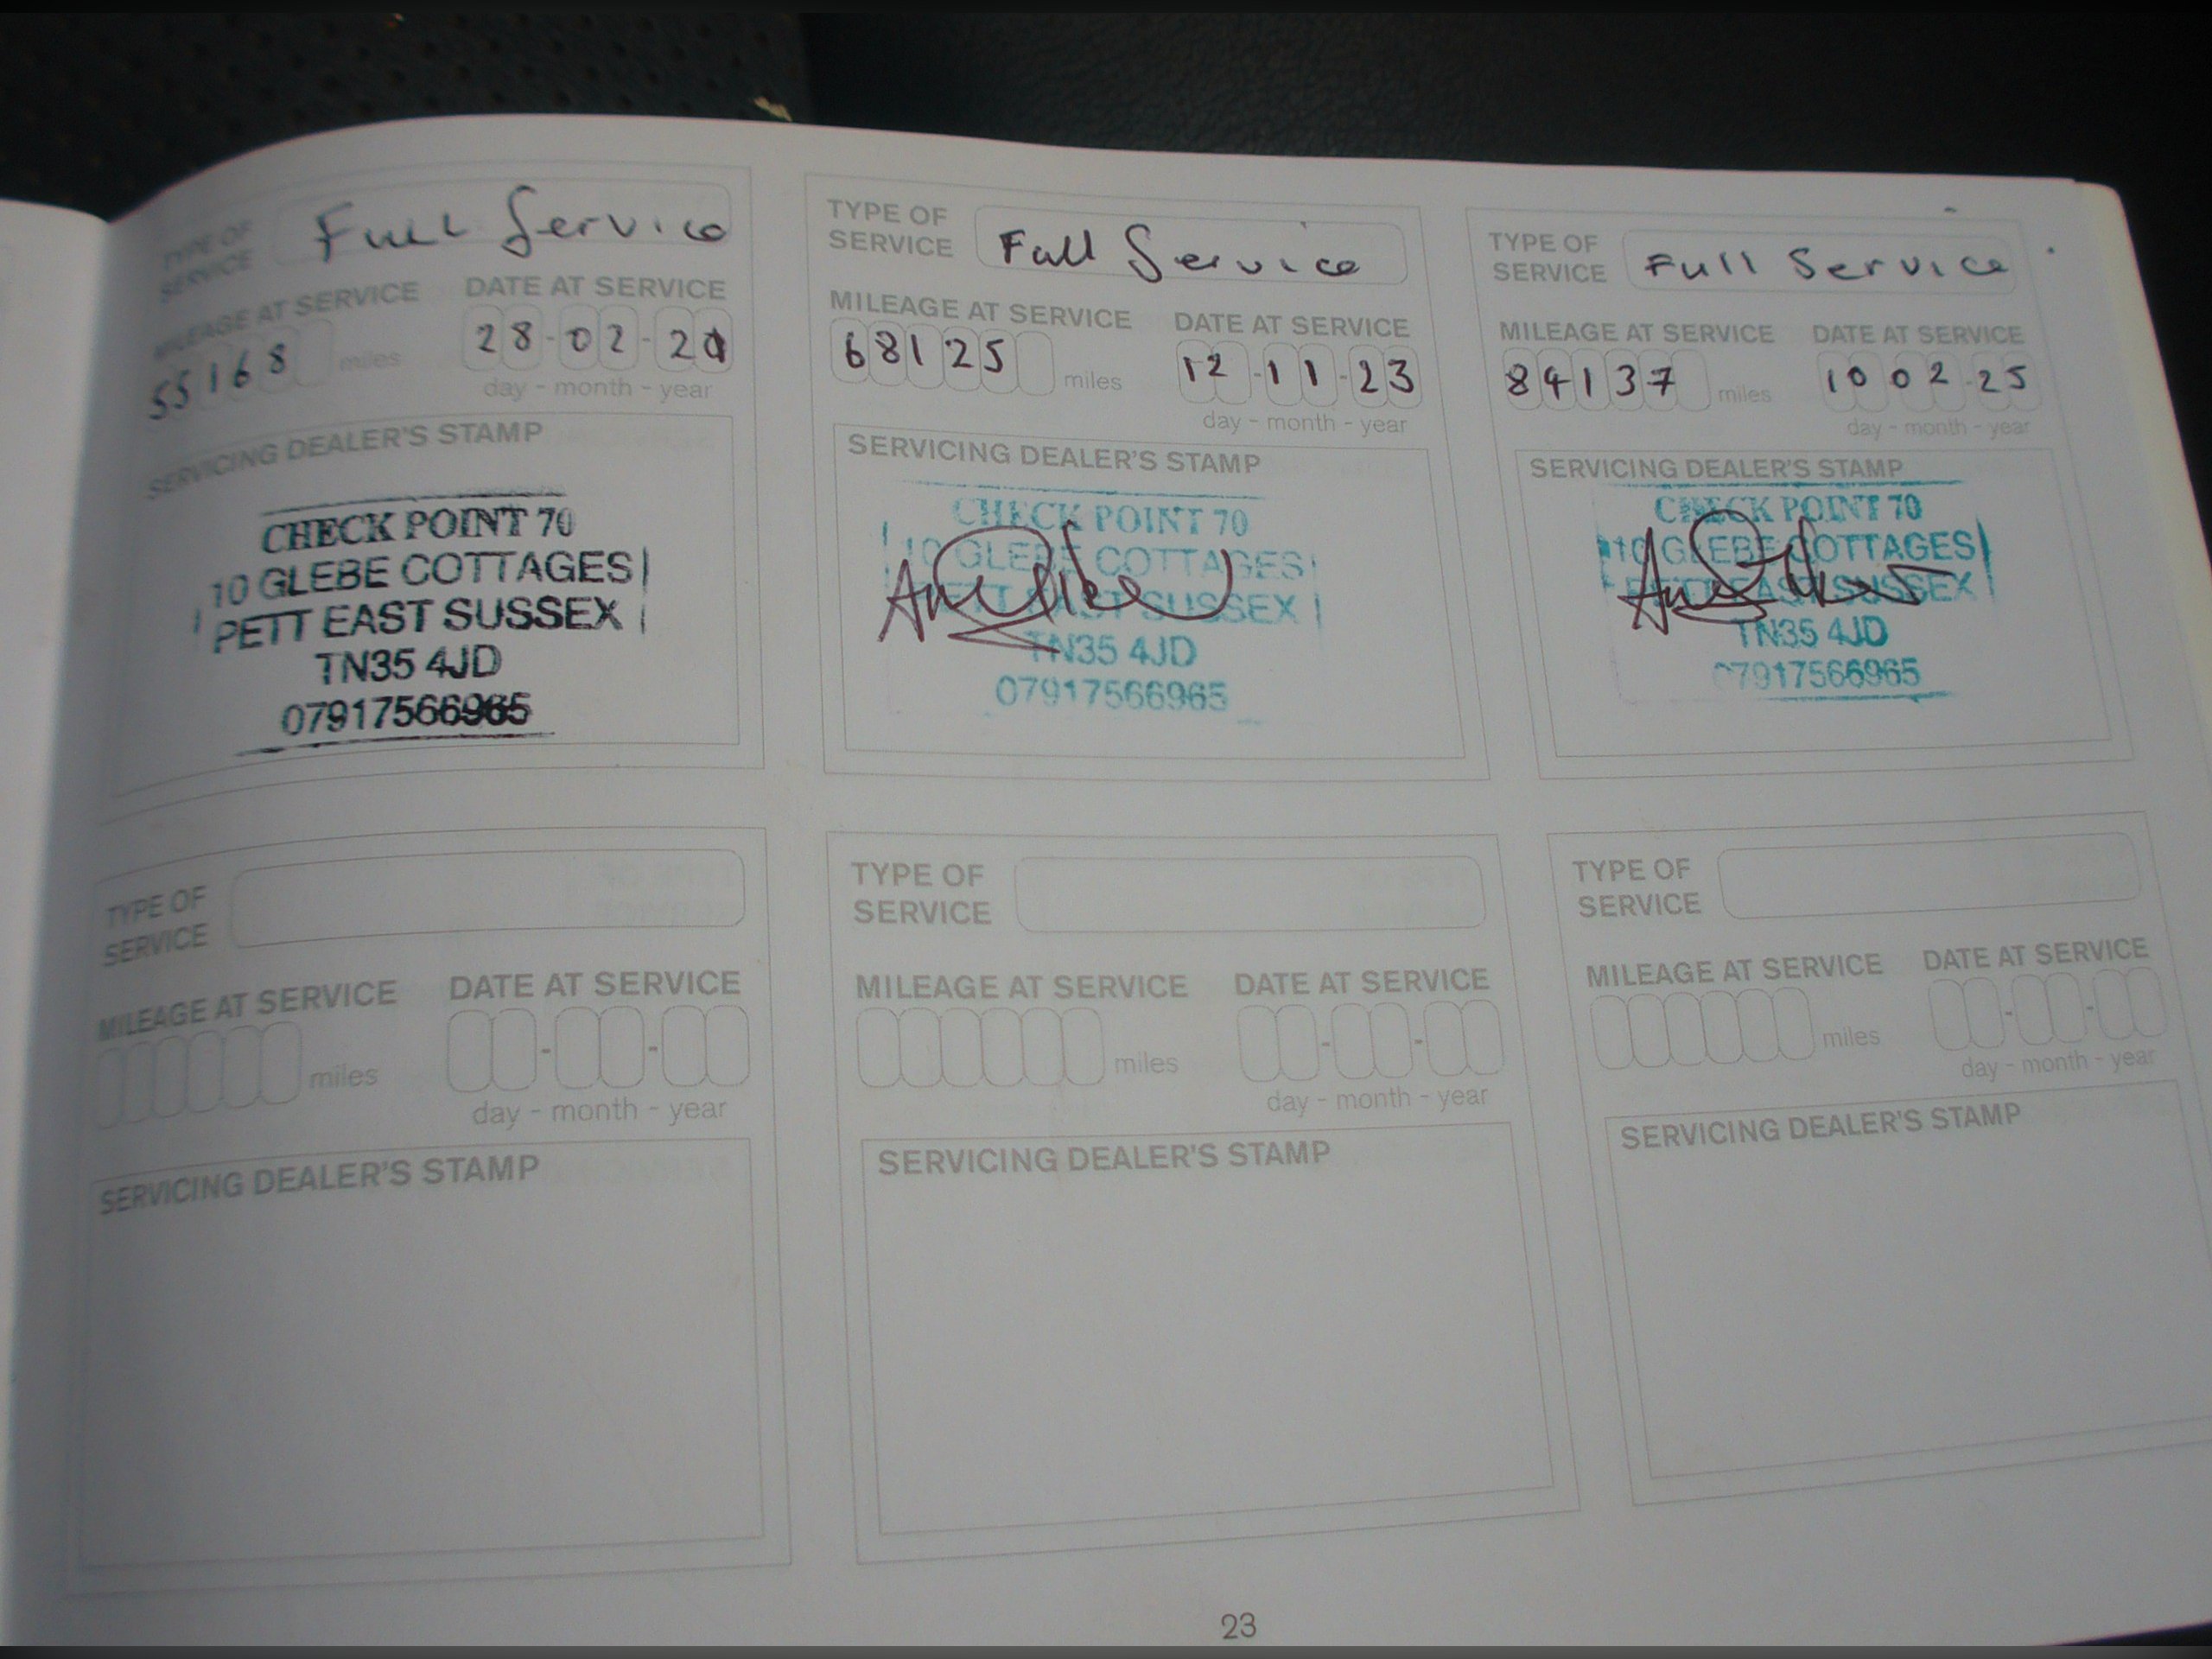 TYPE OF
SERVICE
Full Service
MILEAGE AT SERVICE
55168 miles
DATE AT SERVICE
28-02-
day - month - year
SERVICING DEALER'S STAMP
CHECK POINT 70
10 GLEBE COTTAGES
PETT EAST SUSSEX
TN35 4JD
07917566965
TYPE OF
SERVICE
Full Service
MILEAGE AT SERVICE
68125 miles
DATE AT SERVICE
12-11-23
day - month - year
SERVICING DEALER'S STAMP
CHECK POINT 70
10 GLEBE COTTAGES
PETT EAST SUSSEX
TN35 4JD
07917566965
TYPE OF
SERVICE
Full Service
MILEAGE AT SERVICE
84137 miles
DATE AT SERVICE
10 02-25
day - month - year
SERVICING DEALER'S STAMP
CHECK POINT 70
10 GLEBE COTTAGES
PETT EAST SUSSEX
TN35 4JD
07917566965
TYPE OF
SERVICE
MILEAGE AT SERVICE
miles
DATE AT SERVICE
day - month - year
SERVICING DEALER'S STAMP
TYPE OF
SERVICE
MILEAGE AT SERVICE
miles
DATE AT SERVICE
day - month - year
SERVICING DEALER'S STAMP
TYPE OF
SERVICE
MILEAGE AT SERVICE
miles
DATE AT SERVICE
day - month - year
SERVICING DEALER'S STAMP
23